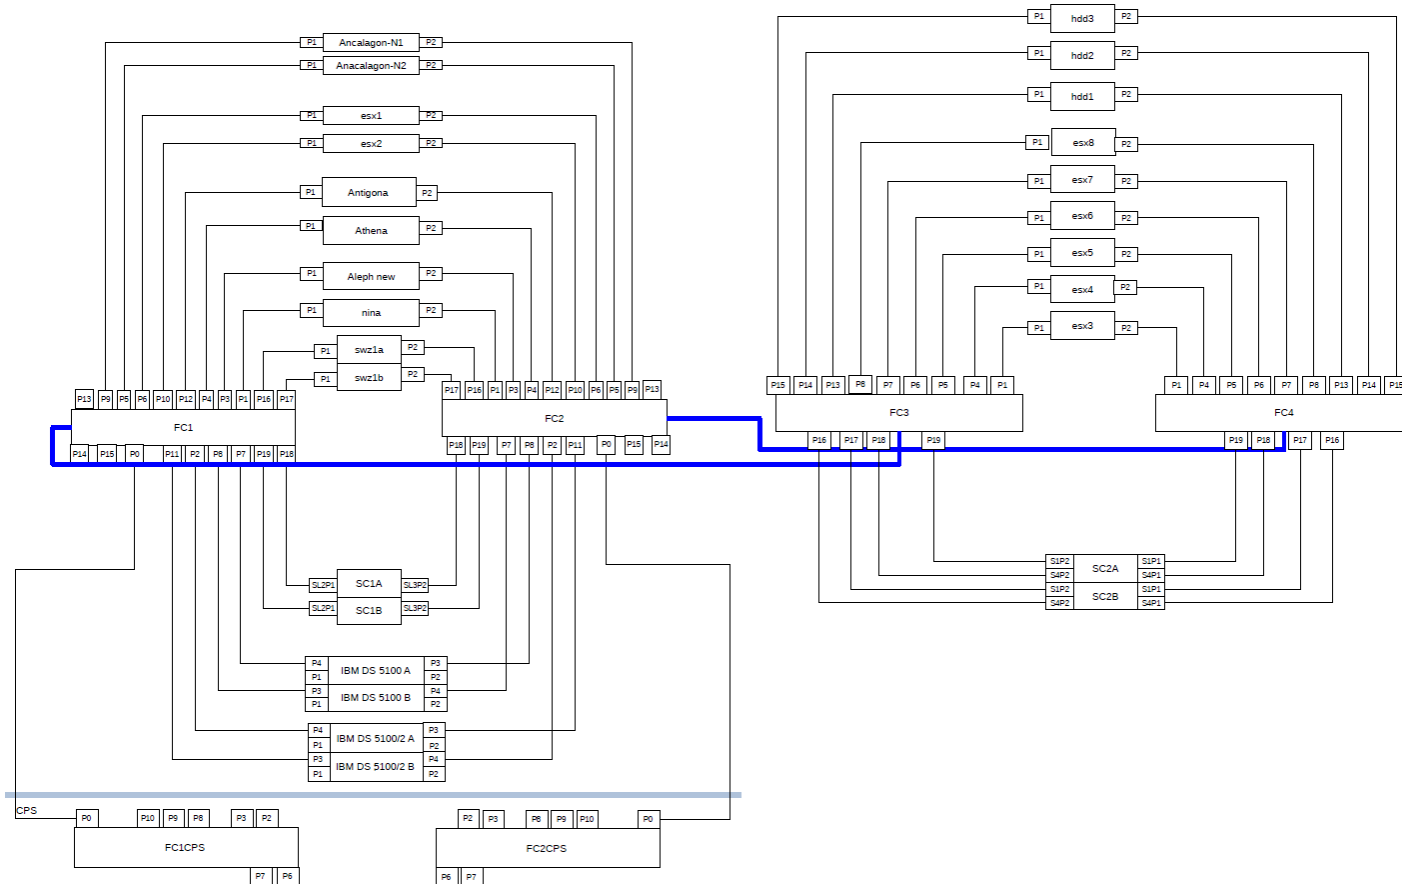 P1 hdd3 P2
P1 Ancalagon-N1 P2
P1 hdd2 P2
P1 Anacalagon-N2 P2
P1 hdd1 P2
P1 esx1 P2
P1 esx2 P2
P1 esx8 P2
P1 Antigona P2
P1 esx7 P2
P1 Athena P2
P1 esx6 P2
P1 Aleph new P2
P1 esx5 P2
P1 nina P2
P1 esx4 P2
P1 swz1a P2
P1 esx3 P2
P1 swz1b P2
P13 P9 P5 P6 P10 P12 P4 P3 P1 P16 P17
FC1
P14 P15 P0 P11 P2 P8 P7 P19 P18
P17 P16 P1 P3 P4 P12 P10 P6 P5 P9 P13
FC2
P18 P19 P7 P8 P2 P11 P0 P15 P14
P15 P14 P13 P8 P7 P6 P5 P4 P1
FC3
P16 P17 P18 P19
P1 P4 P5 P6 P7 P8 P13 P14 P15
FC4
P19 P18 P17 P16
SL2P1 SC1A SL3P2
SL2P1 SC1B SL3P2
S1P2 SC2A S1P1
S4P2 S4P1
S1P2 SC2B S1P1
S4P2 S4P1
P4 IBM DS 5100 A P3
P1 P2
P3 IBM DS 5100 B P4
P1 P2
P4 IBM DS 5100/2 A P3
P1 P2
P3 IBM DS 5100/2 B P4
P1 P2
CPS
P0 P10 P9 P8 P3 P2
FC1CPS
P7 P6
P2 P3 P8 P9 P10 P0
FC2CPS
P6 P7